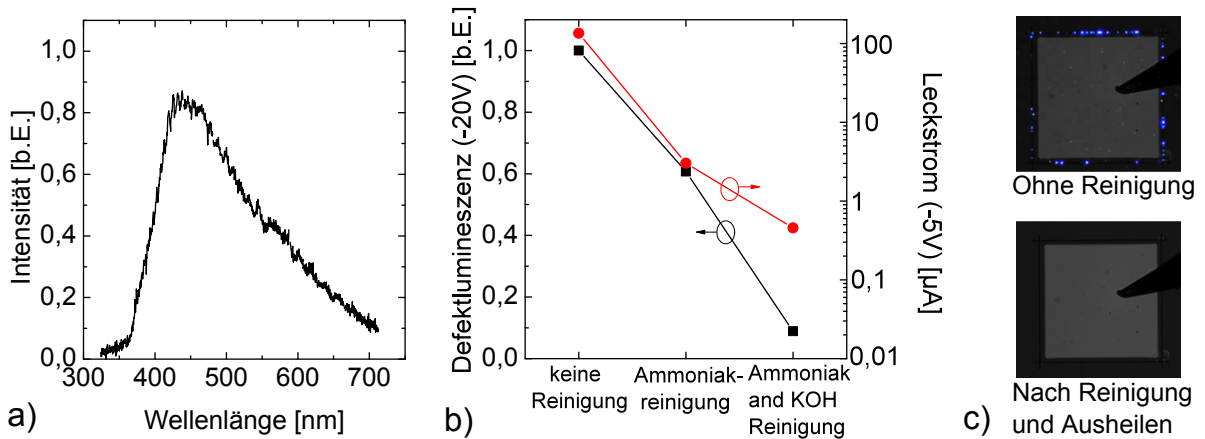 a)
Intensität [b.E.]
1,0
0,8
0,6
0,4
0,2
0,0
300
400
500
600
700
Wellenlänge [nm]
b)
Defektlumineszenz (-20V) [b.E.]
1,0
0,8
0,6
0,4
0,2
0,0
keine
Reinigung
Ammoniak-
reinigung
Ammoniak
and KOH
Reinigung
100
10
1
0,1
0,01
Leckstrom (-5V) [µA]
c)
Ohne Reinigung
Nach Reinigung
und Ausheilen